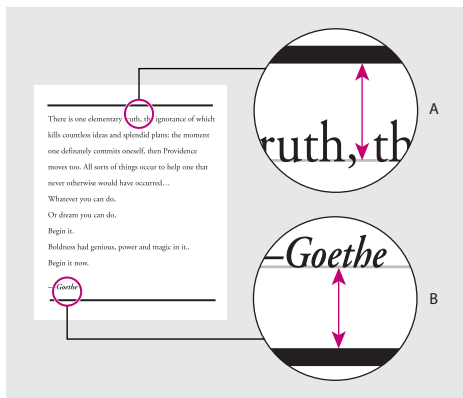 There is one elementary truth, the ignorance of which
kills countless ideas and splendid plans: the moment
one definately commits oneself, then Providence
moves too. All sorts of things occur to help one that
never otherwise would have occurred…
Whatever you can do,
Or dream you can do,
Begin it.
Boldness had genious, power and magic in it..
Begin it now.
–Goethe
ruth, th
A
–Goethe
B